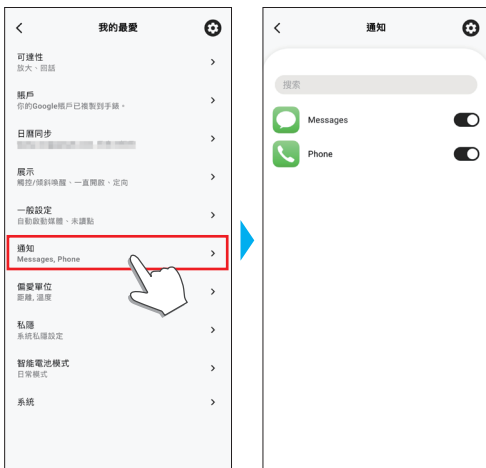 我的最愛
可達性
放大、回話
賬戶
你的Google賬戶已複製到手錶。
日曆同步
展示
觸控/傾斜喚醒、一直開啟、定向
一般設定
自動啟動媒體、未讀點
通知
Messages, Phone
偏愛單位
距離, 溫度
私隱
系統私隱設定
智能電池模式
日常模式
系統
通知
搜索
Messages
Phone